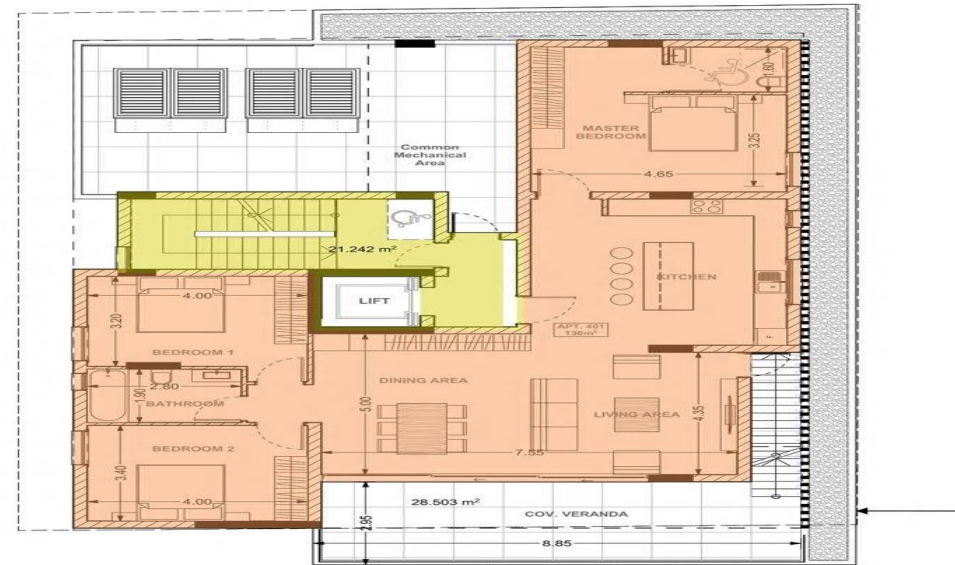 1.60
MASTER
BEDROOM
3.25
4.65
Common
Mechanical
Area
21.242 m²
KITCHEN
LIFT
4.00
3.20
BEDROOM 1
APT. 401
136m²
F
DINING AREA
2.80
1.90
BATHROOM
5.00
LIVING AREA
4.35
BEDROOM 2
3.40
4.00
7.55
28.503 m²
2.95
COV. VERANDA
8.85